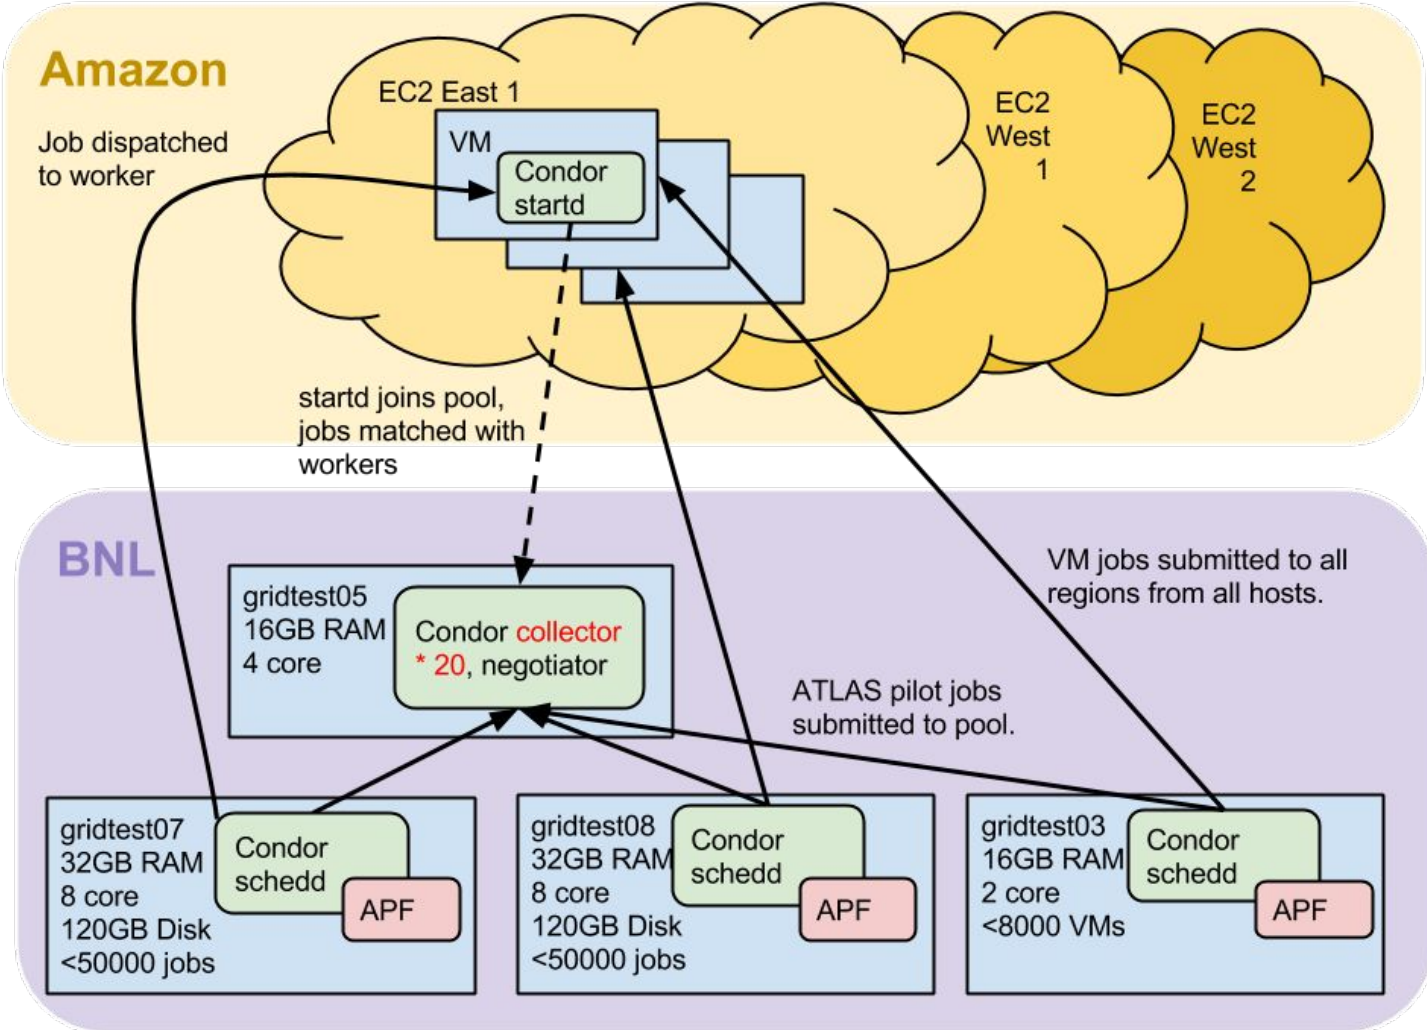 Amazon
Job dispatched
to worker
EC2 East 1
VM
Condor
startd
EC2
West
1
EC2
West
2
startd joins pool,
jobs matched with
workers
BNL
gridtest05
16GB RAM
4 core
Condor collector
* 20, negotiator
VM jobs submitted to all
regions from all hosts.
ATLAS pilot jobs
submitted to pool.
gridtest07
32GB RAM
8 core
120GB Disk
<50000 jobs
Condor
schedd
APF
gridtest08
32GB RAM
8 core
120GB Disk
<50000 jobs
Condor
schedd
APF
gridtest03
16GB RAM
2 core
<8000 VMs
Condor
schedd
APF